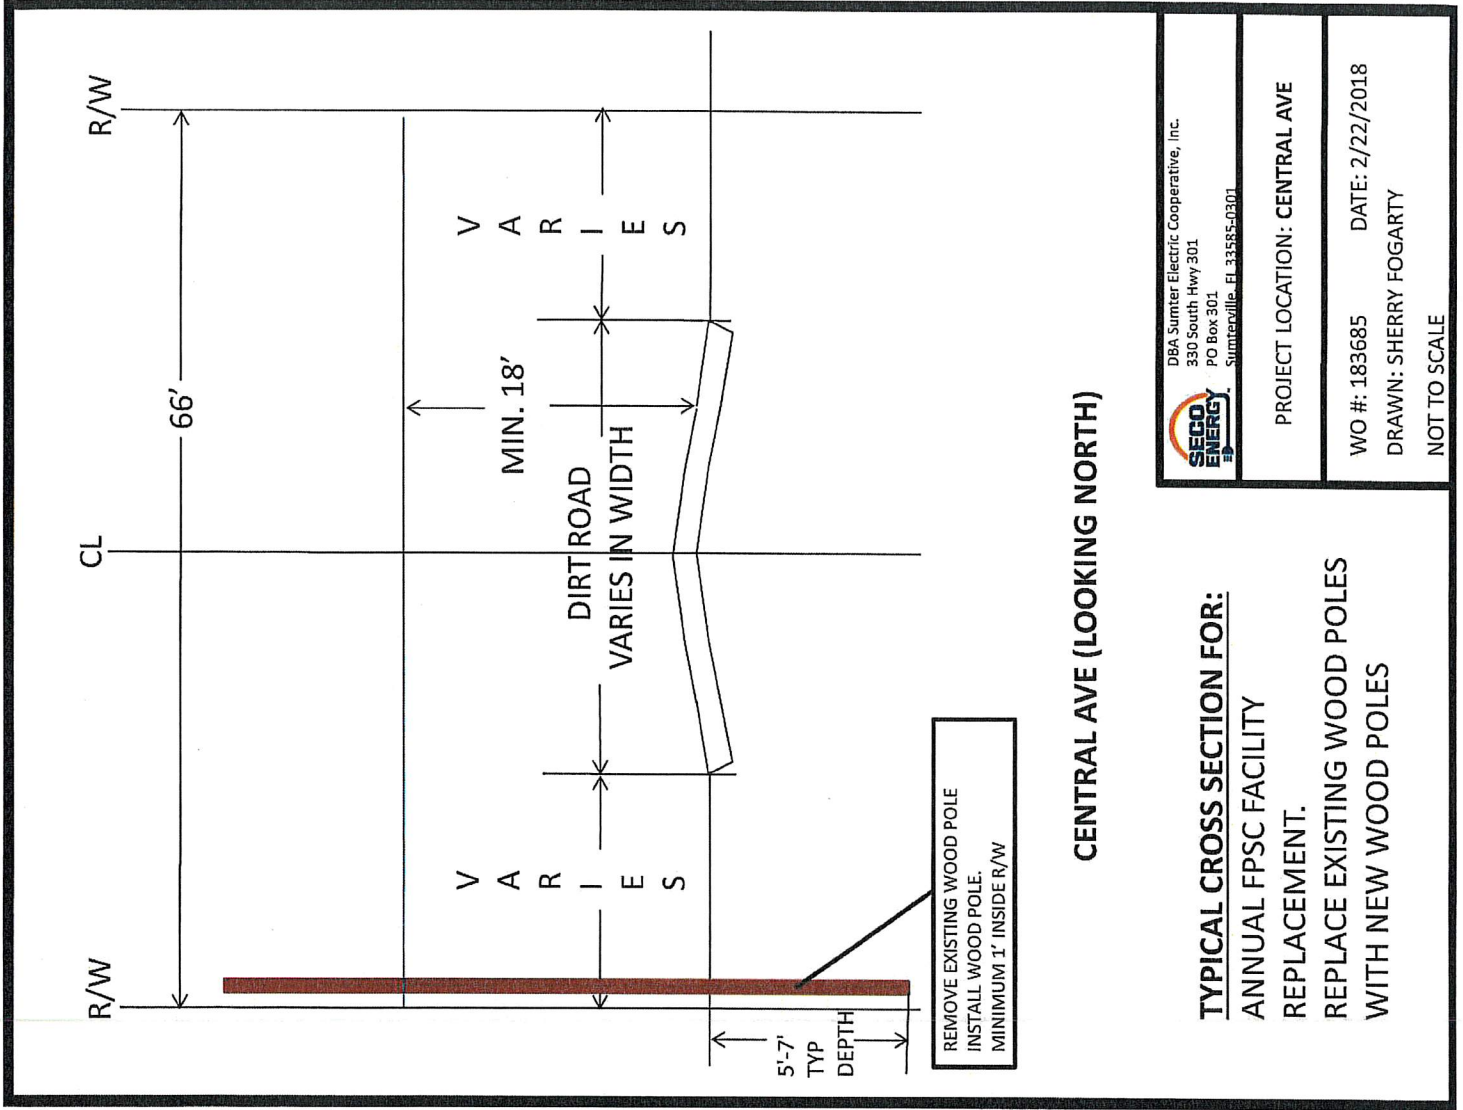 R/W
CL
R/W
66'
V
A
R
I
E
S
MIN. 18'
DIRT ROAD
VARIES IN WIDTH
V
A
R
I
E
S
5'-7'
TYP
DEPTH
REMOVE EXISTING WOOD POLE
INSTALL WOOD POLE.
MINIMUM 1' INSIDE R/W
CENTRAL AVE (LOOKING NORTH)
TYPICAL CROSS SECTION FOR:
ANNUAL FPSC FACILITY
REPLACEMENT.
REPLACE EXISTING WOOD POLES
WITH NEW WOOD POLES
SECO
ENERGY
DBA Sumter Electric Cooperative, Inc.
330 South Hwy 301
PO Box 301
Sumterville, FL 33585-0301
PROJECT LOCATION: CENTRAL AVE
WO #: 183685 DATE: 2/22/2018
DRAWN: SHERRY FOGARTY
NOT TO SCALE